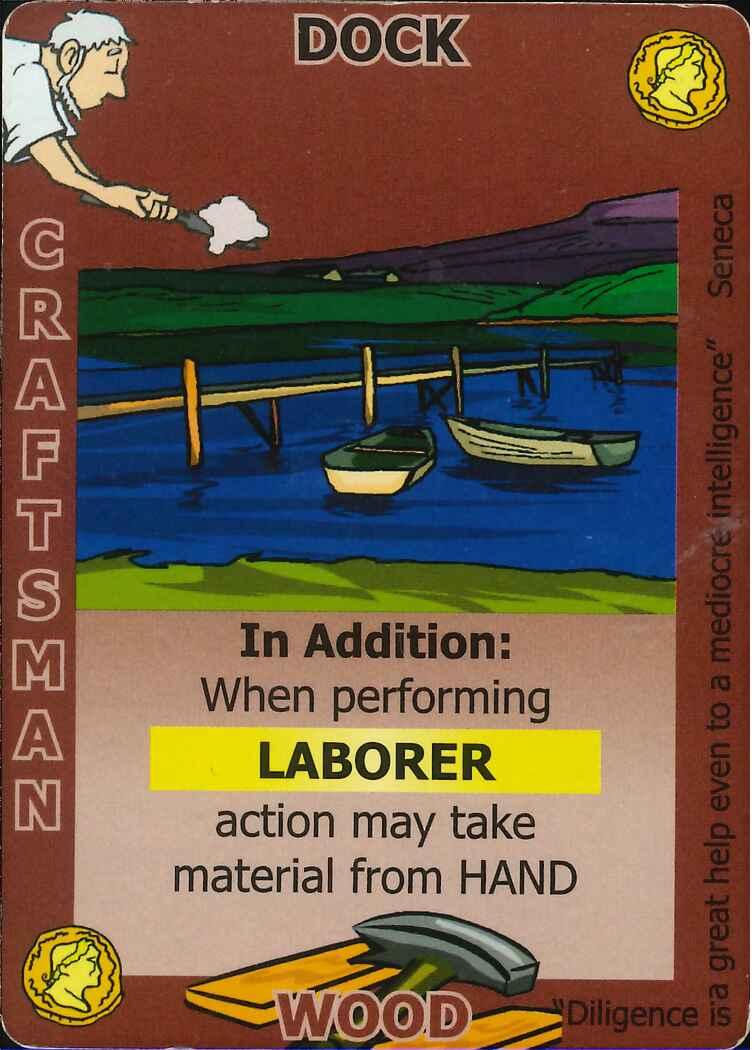 DOCK
CRAFTSMAN
In Addition:
When performing
LABORER
action may take
material from HAND
WOOD
"Diligence is a great help even to a mediocre intelligence" Seneca